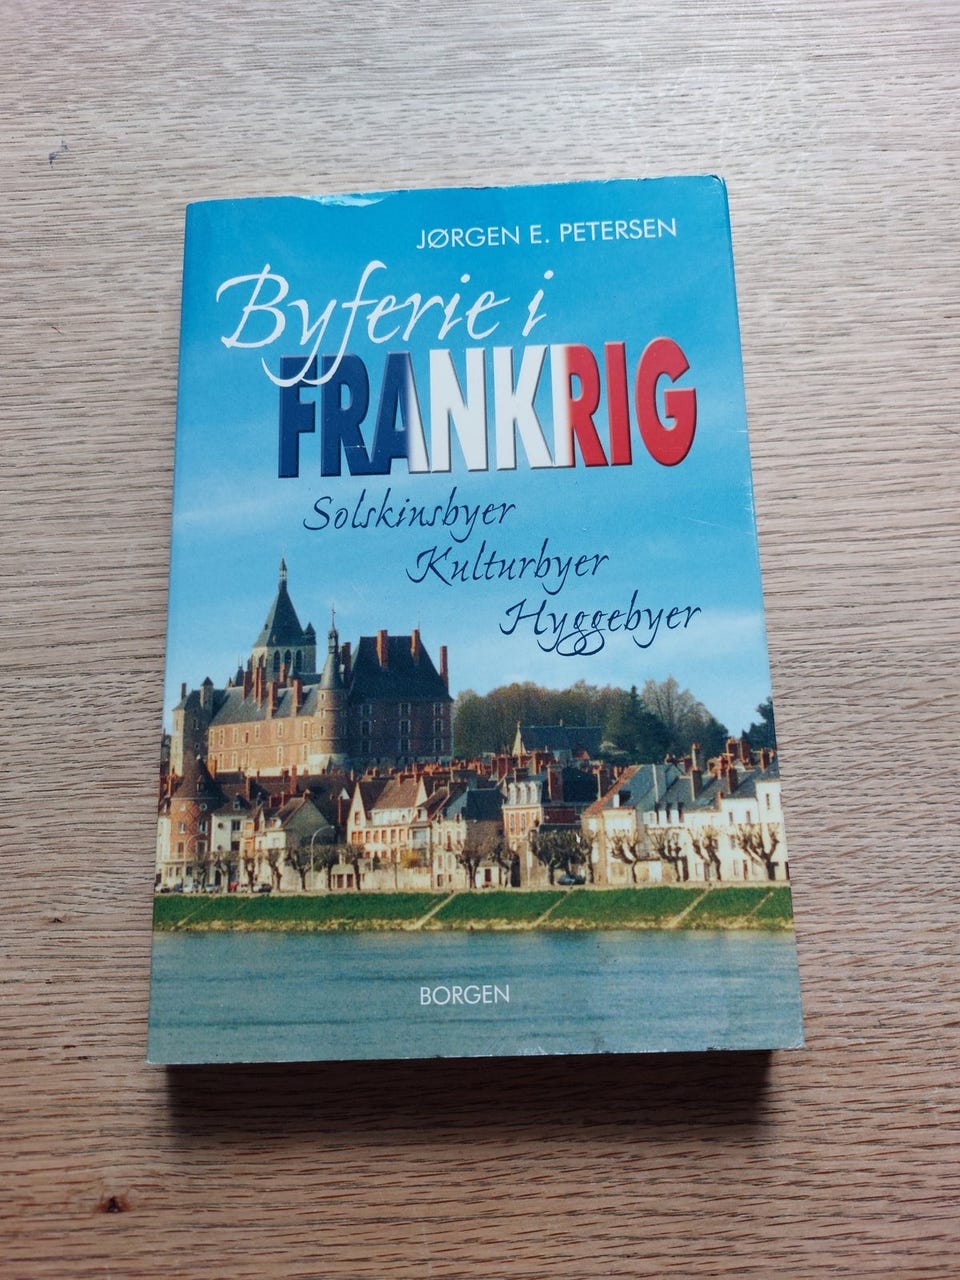 JØRGEN E. PETERSEN
Byferie i
FRANKRIG
Solskinsbyer
Kulturbyer
Hyggebyer
BORGEN